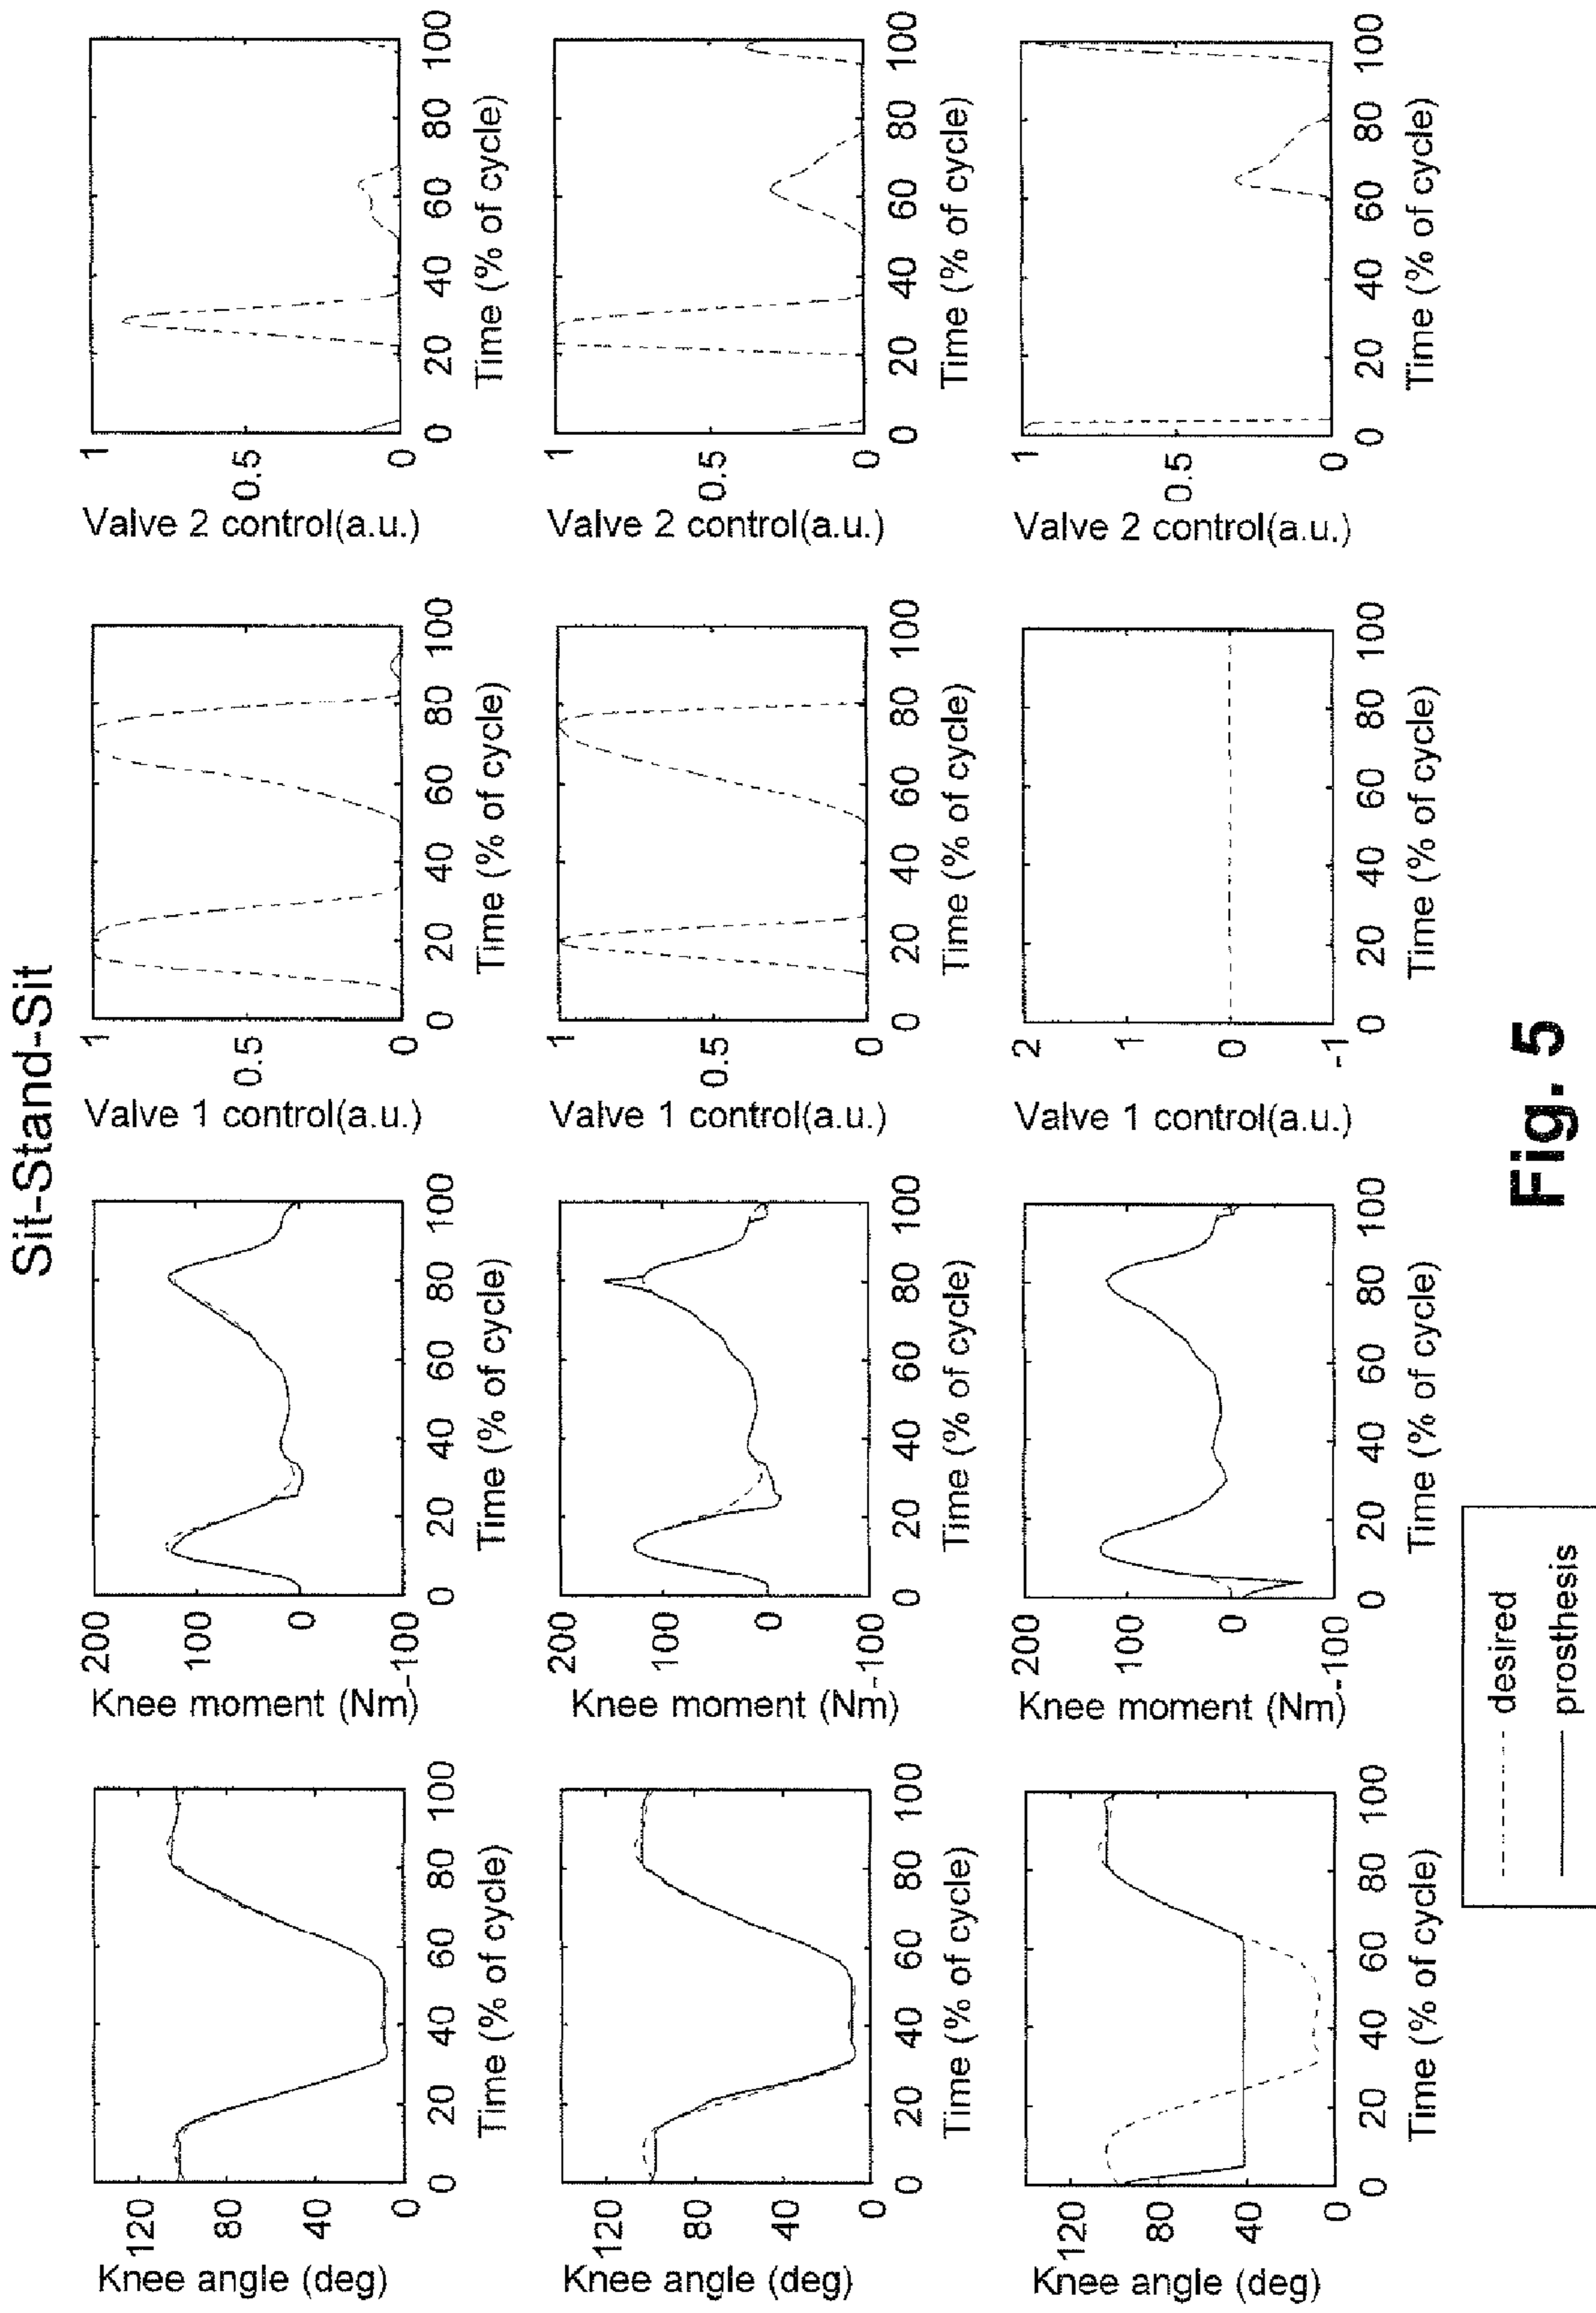 Sit-Stand-Sit
Knee angle (deg)
120
80
40
0
0 20 40 60 80 100
Time (% of cycle)
Knee moment (Nm)
200
100
0
-100
0 20 40 60 80 100
Time (% of cycle)
Valve 1 control(a.u.)
1
0.5
0
0 20 40 60 80 100
Time (% of cycle)
Valve 2 control(a.u.)
1
0.5
0
0 20 40 60 80 100
Time (% of cycle)
Knee angle (deg)
120
80
40
0
0 20 40 60 80 100
Time (% of cycle)
Knee moment (Nm)
200
100
0
-100
0 20 40 60 80 100
Time (% of cycle)
Valve 1 control(a.u.)
1
0.5
0
0 20 40 60 80 100
Time (% of cycle)
Valve 2 control(a.u.)
1
0.5
0
0 20 40 60 80 100
Time (% of cycle)
Knee angle (deg)
120
80
40
0
0 20 40 60 80 100
Time (% of cycle)
Knee moment (Nm)
200
100
0
-100
0 20 40 60 80 100
Time (% of cycle)
Valve 1 control(a.u.)
2
1
0
-1
0 20 40 60 80 100
Time (% of cycle)
Valve 2 control(a.u.)
1
0.5
0
0 20 40 60 80 100
Time (% of cycle)
desired
prosthesis
Fig. 5